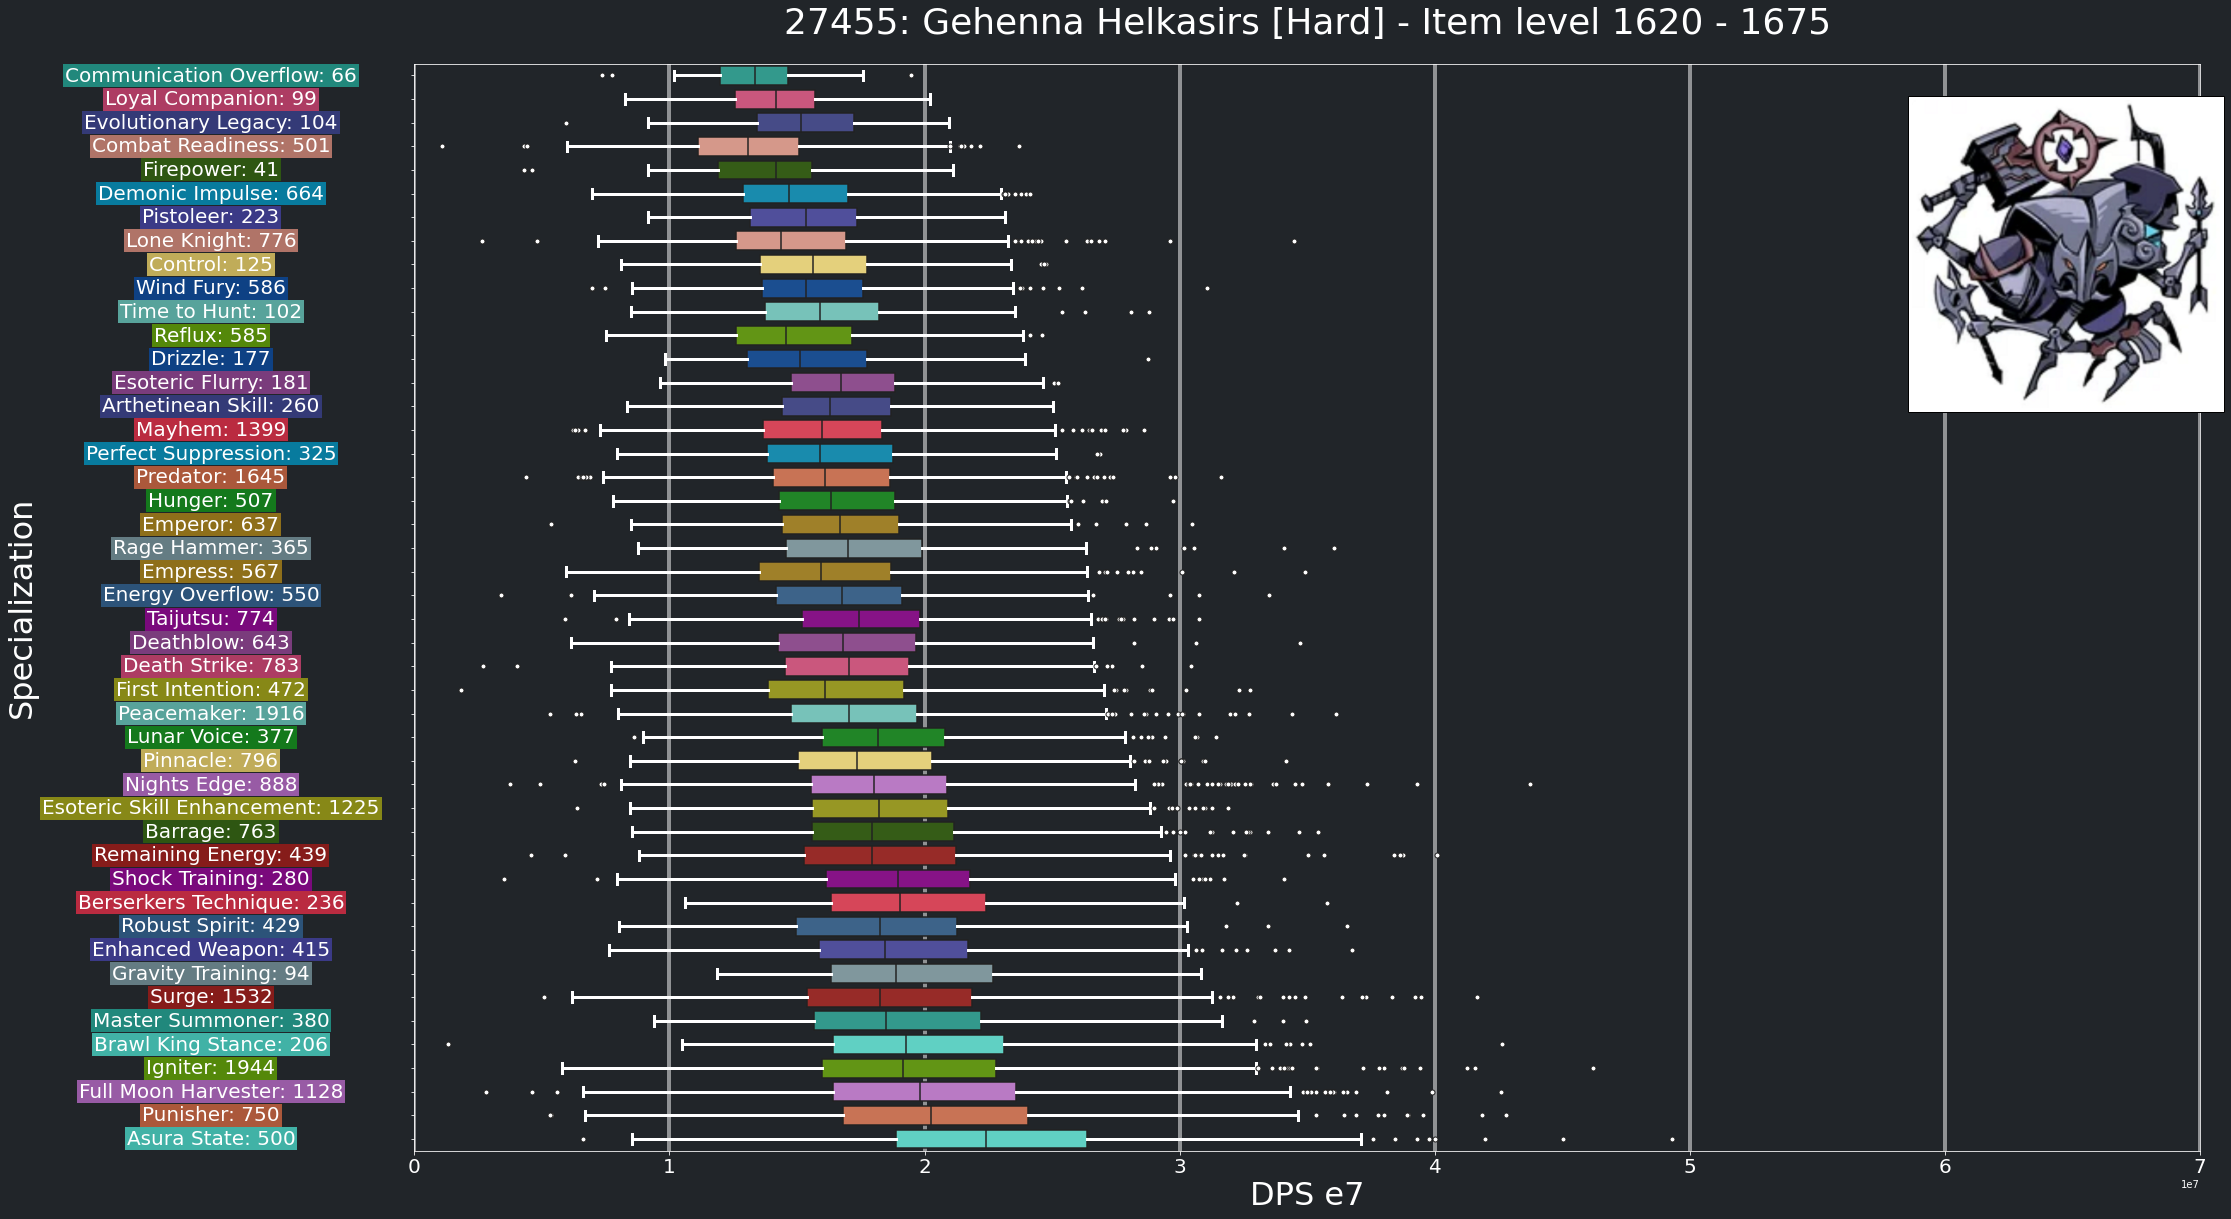 27455: Gehenna Helkasirs [Hard] - Item level 1620 - 1675
Communication Overflow: 66
Loyal Companion: 99
Evolutionary Legacy: 104
Combat Readiness: 501
Firepower: 41
Demonic Impulse: 664
Pistoleer: 223
Lone Knight: 776
Control: 125
Wind Fury: 586
Time to Hunt: 102
Reflux: 585
Drizzle: 177
Esoteric Flurry: 181
Arthetinean Skill: 260
Mayhem: 1399
Perfect Suppression: 325
Predator: 1645
Hunger: 507
Emperor: 637
Rage Hammer: 365
Empress: 567
Energy Overflow: 550
Taijutsu: 774
Deathblow: 643
Death Strike: 783
First Intention: 472
Peacemaker: 1916
Lunar Voice: 377
Pinnacle: 796
Nights Edge: 888
Esoteric Skill Enhancement: 1225
Barrage: 763
Remaining Energy: 439
Shock Training: 280
Berserkers Technique: 236
Robust Spirit: 429
Enhanced Weapon: 415
Gravity Training: 94
Surge: 1532
Master Summoner: 380
Brawl King Stance: 206
Igniter: 1944
Full Moon Harvester: 1128
Punisher: 750
Asura State: 500
Specialization
0 1 2 3 4 5 6 7
1e7
DPS e7